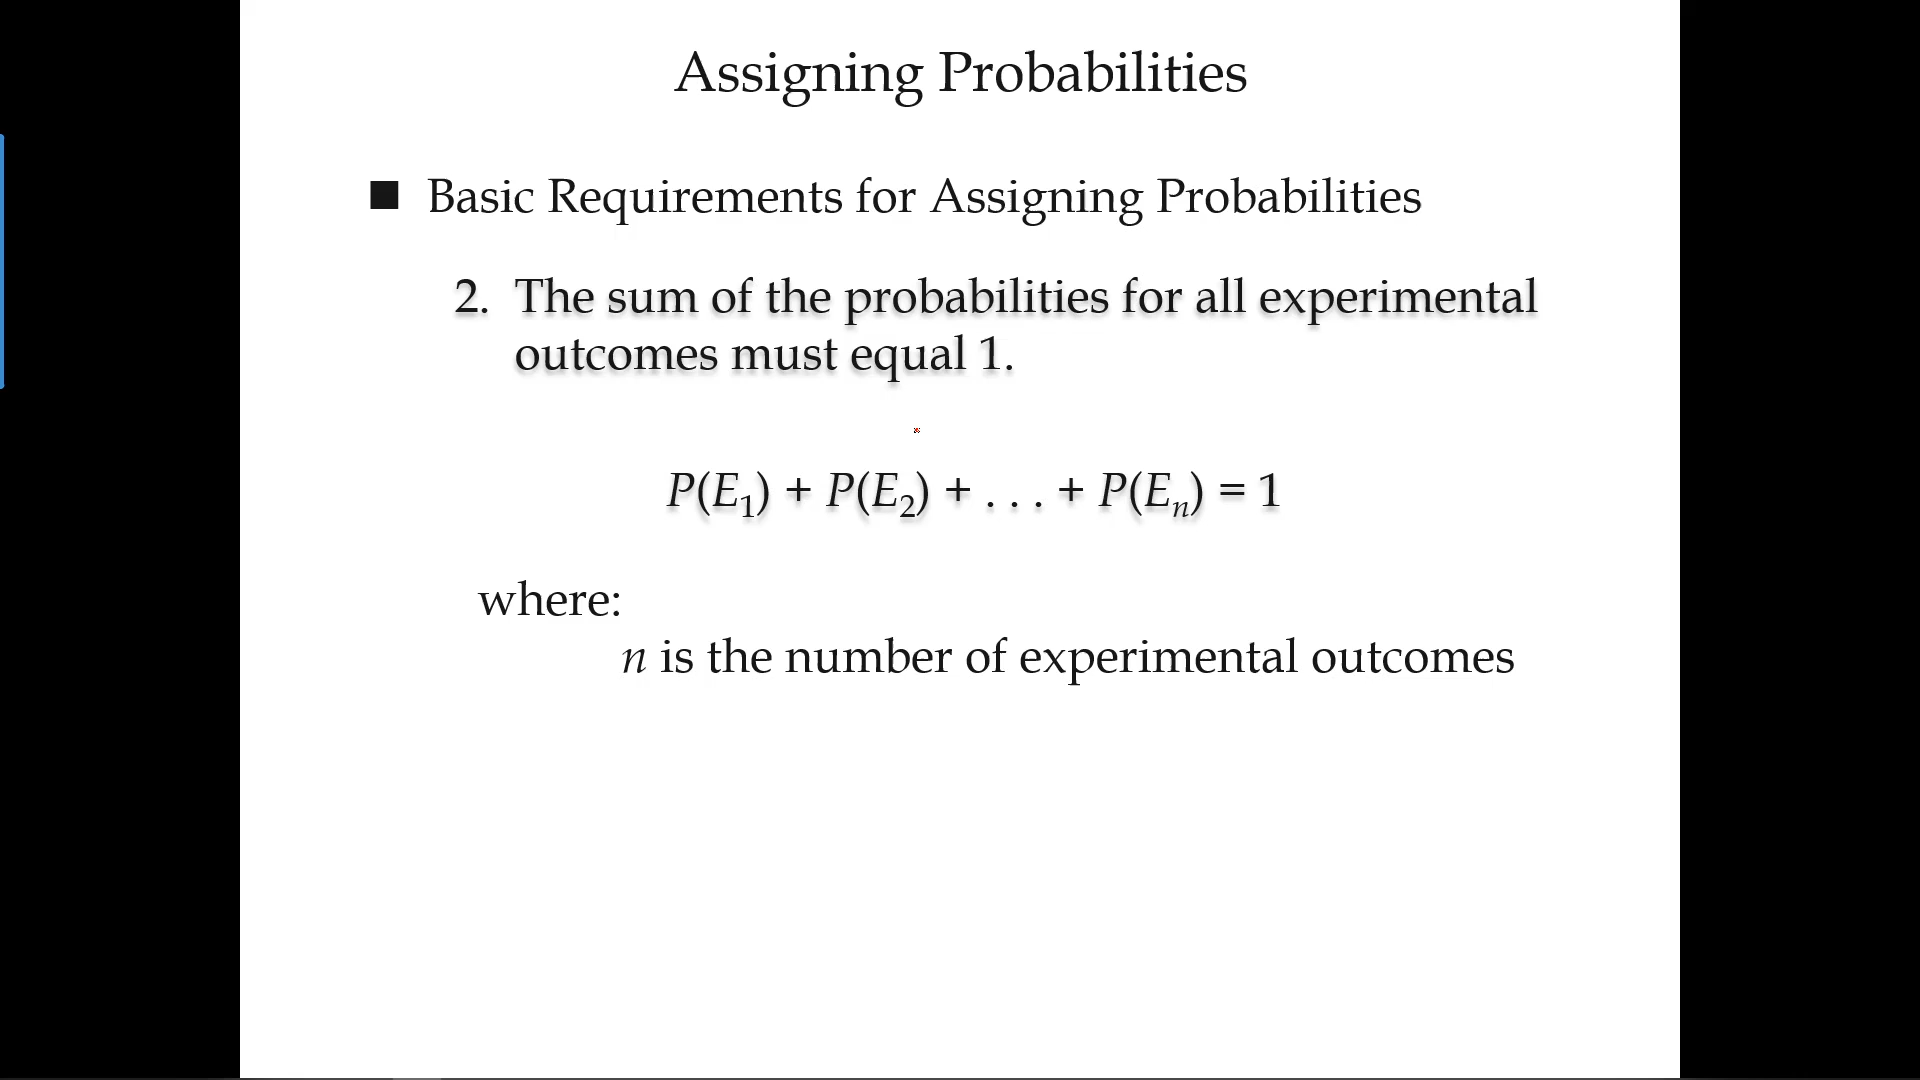 Assigning Probabilities
■ Basic Requirements for Assigning Probabilities
2. The sum of the probabilities for all experimental
outcomes must equal 1.
P(E₁) + P(E₂) + . . . + P(Eₙ) = 1
where:
n is the number of experimental outcomes